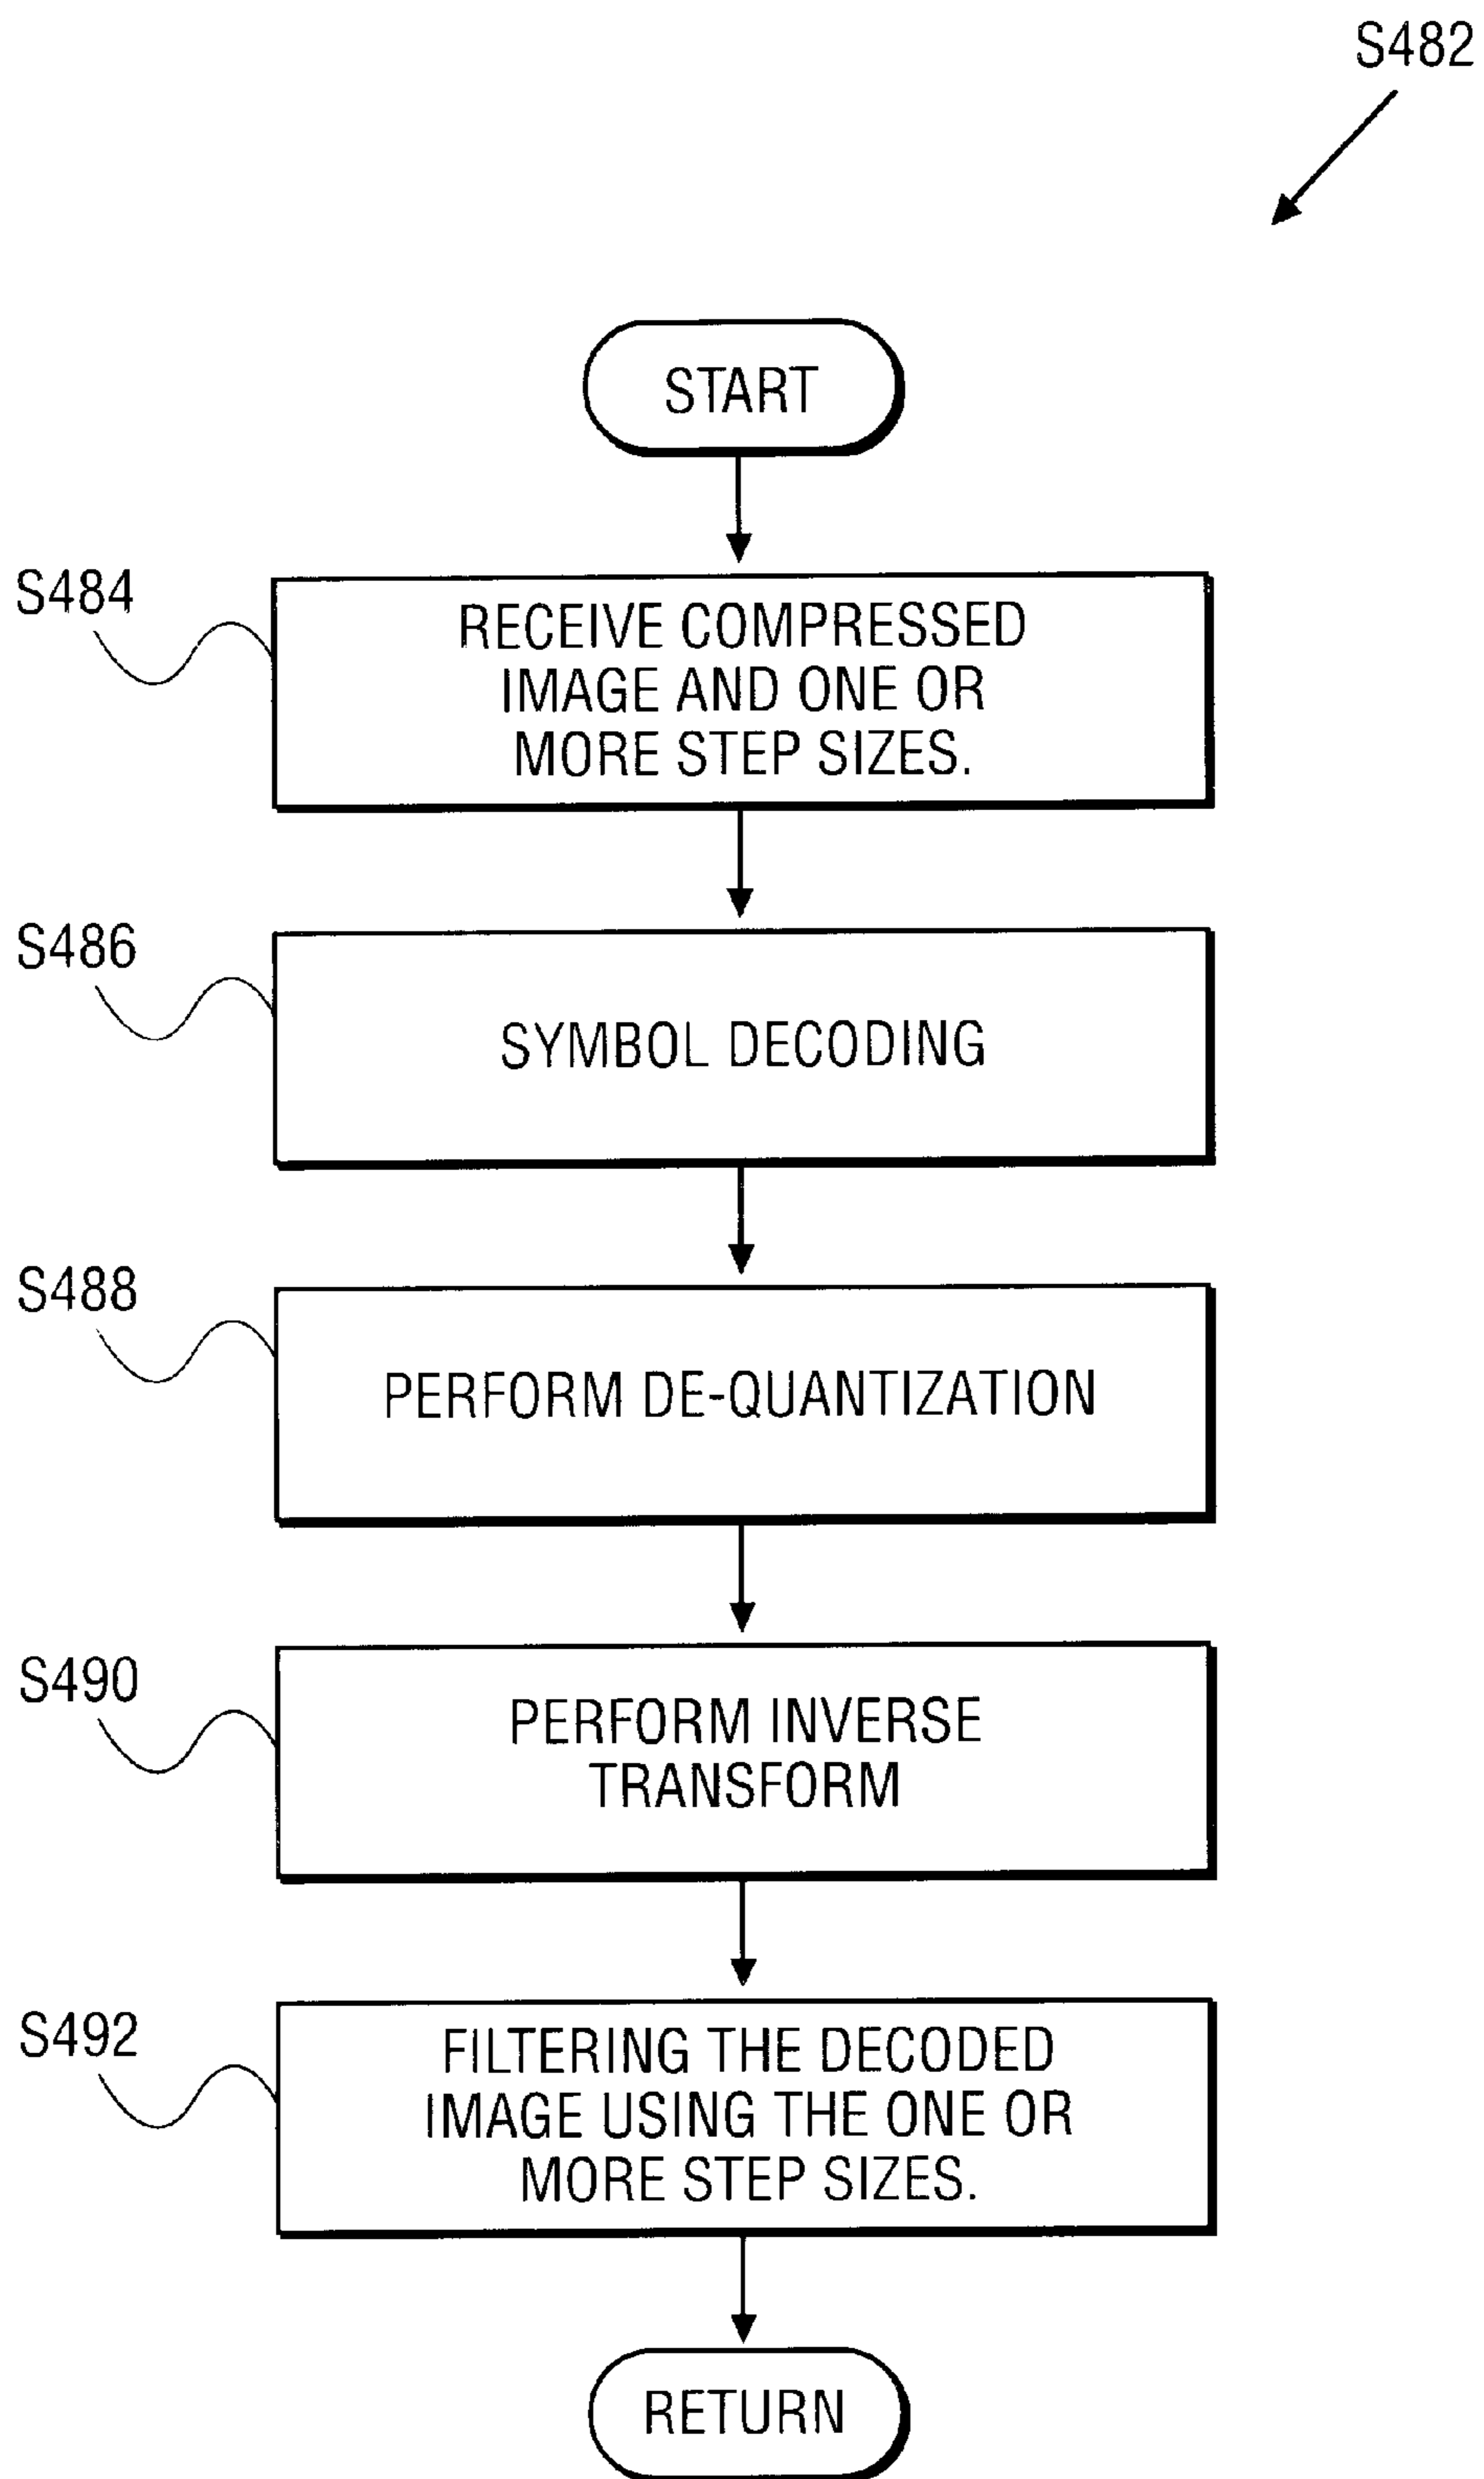 S482
START
S484
RECEIVE COMPRESSED
IMAGE AND ONE OR
MORE STEP SIZES.
S486
SYMBOL DECODING
S488
PERFORM DE-QUANTIZATION
S490
PERFORM INVERSE
TRANSFORM
S492
FILTERING THE DECODED
IMAGE USING THE ONE OR
MORE STEP SIZES.
RETURN